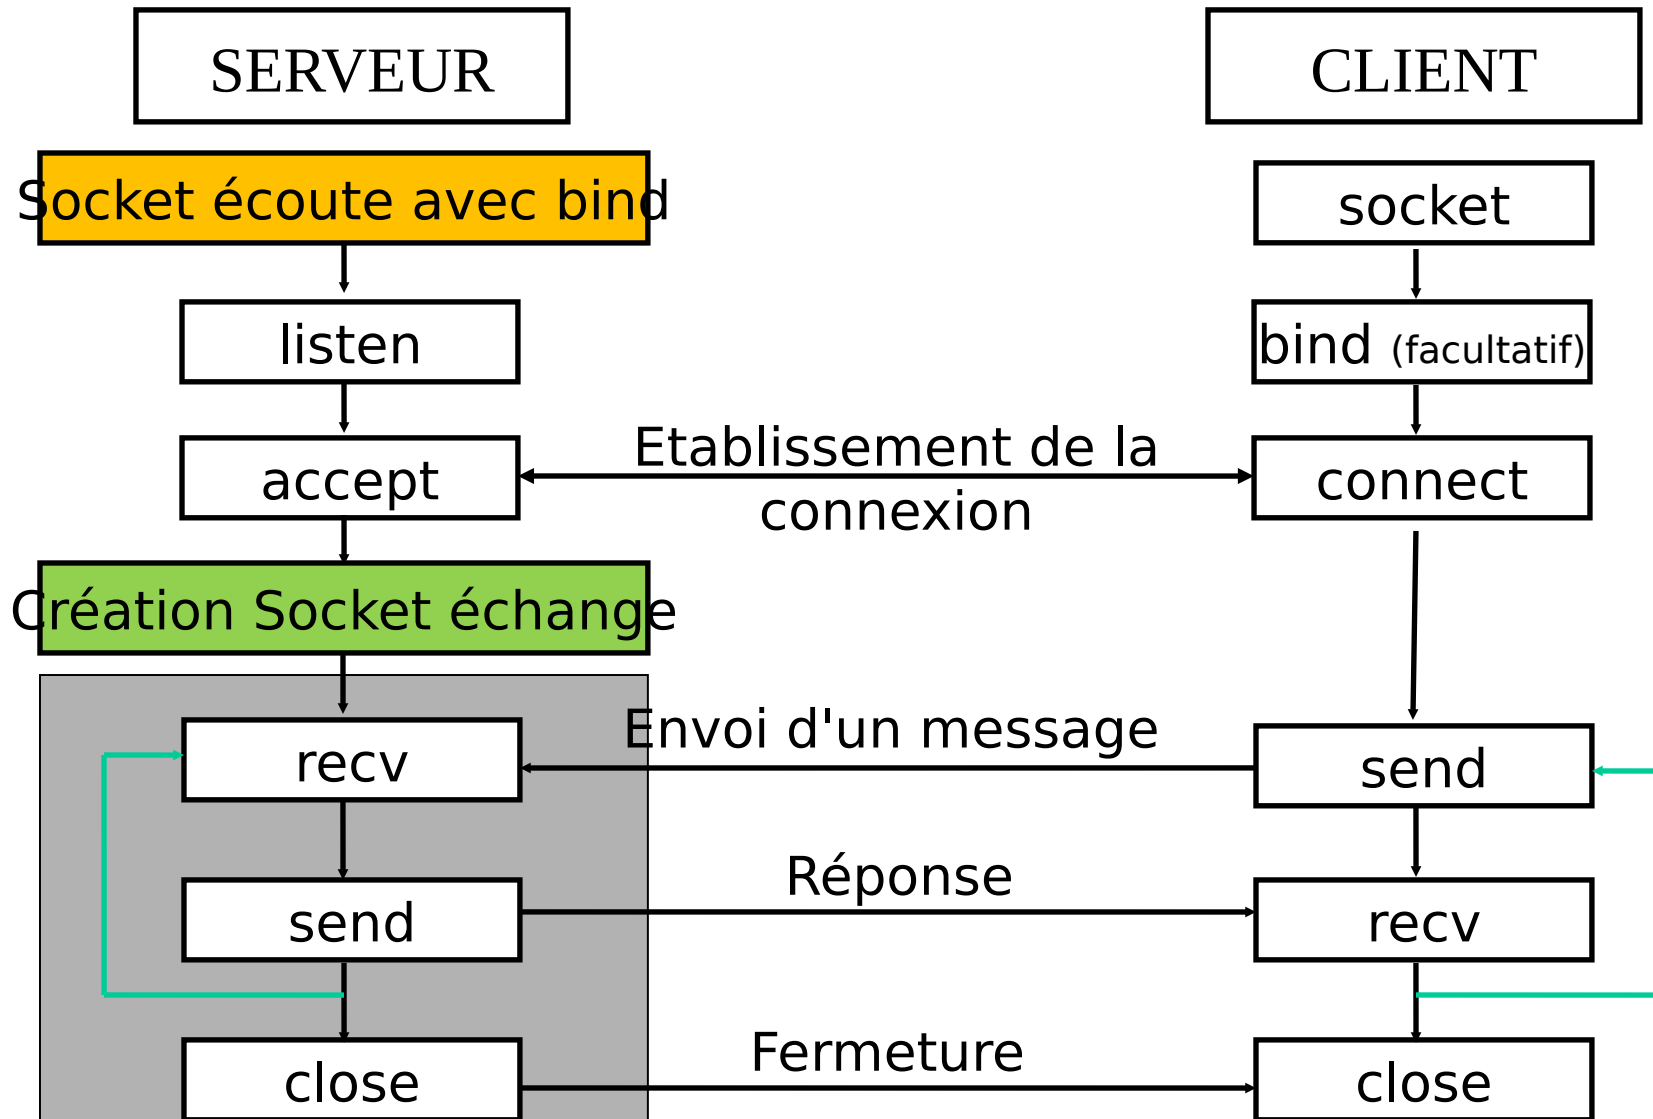 SERVEUR
CLIENT
Socket écoute avec bind
socket
listen
bind (facultatif)
Etablissement de la
connexion
accept
connect
Création Socket échange
Envoi d'un message
recv
send
Réponse
send
recv
Fermeture
close
close